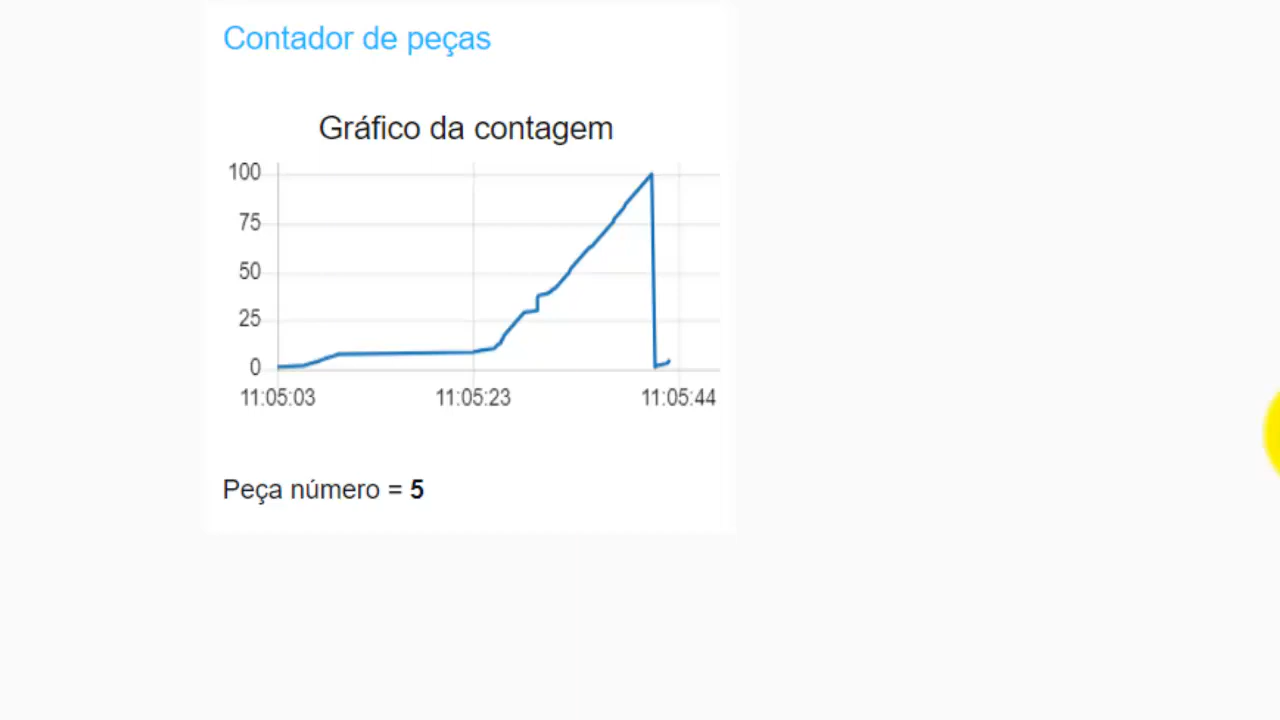 Contador de peças
Gráfico da contagem
100
75
50
25
0
11:05:03 11:05:23 11:05:44
Peça número = 5